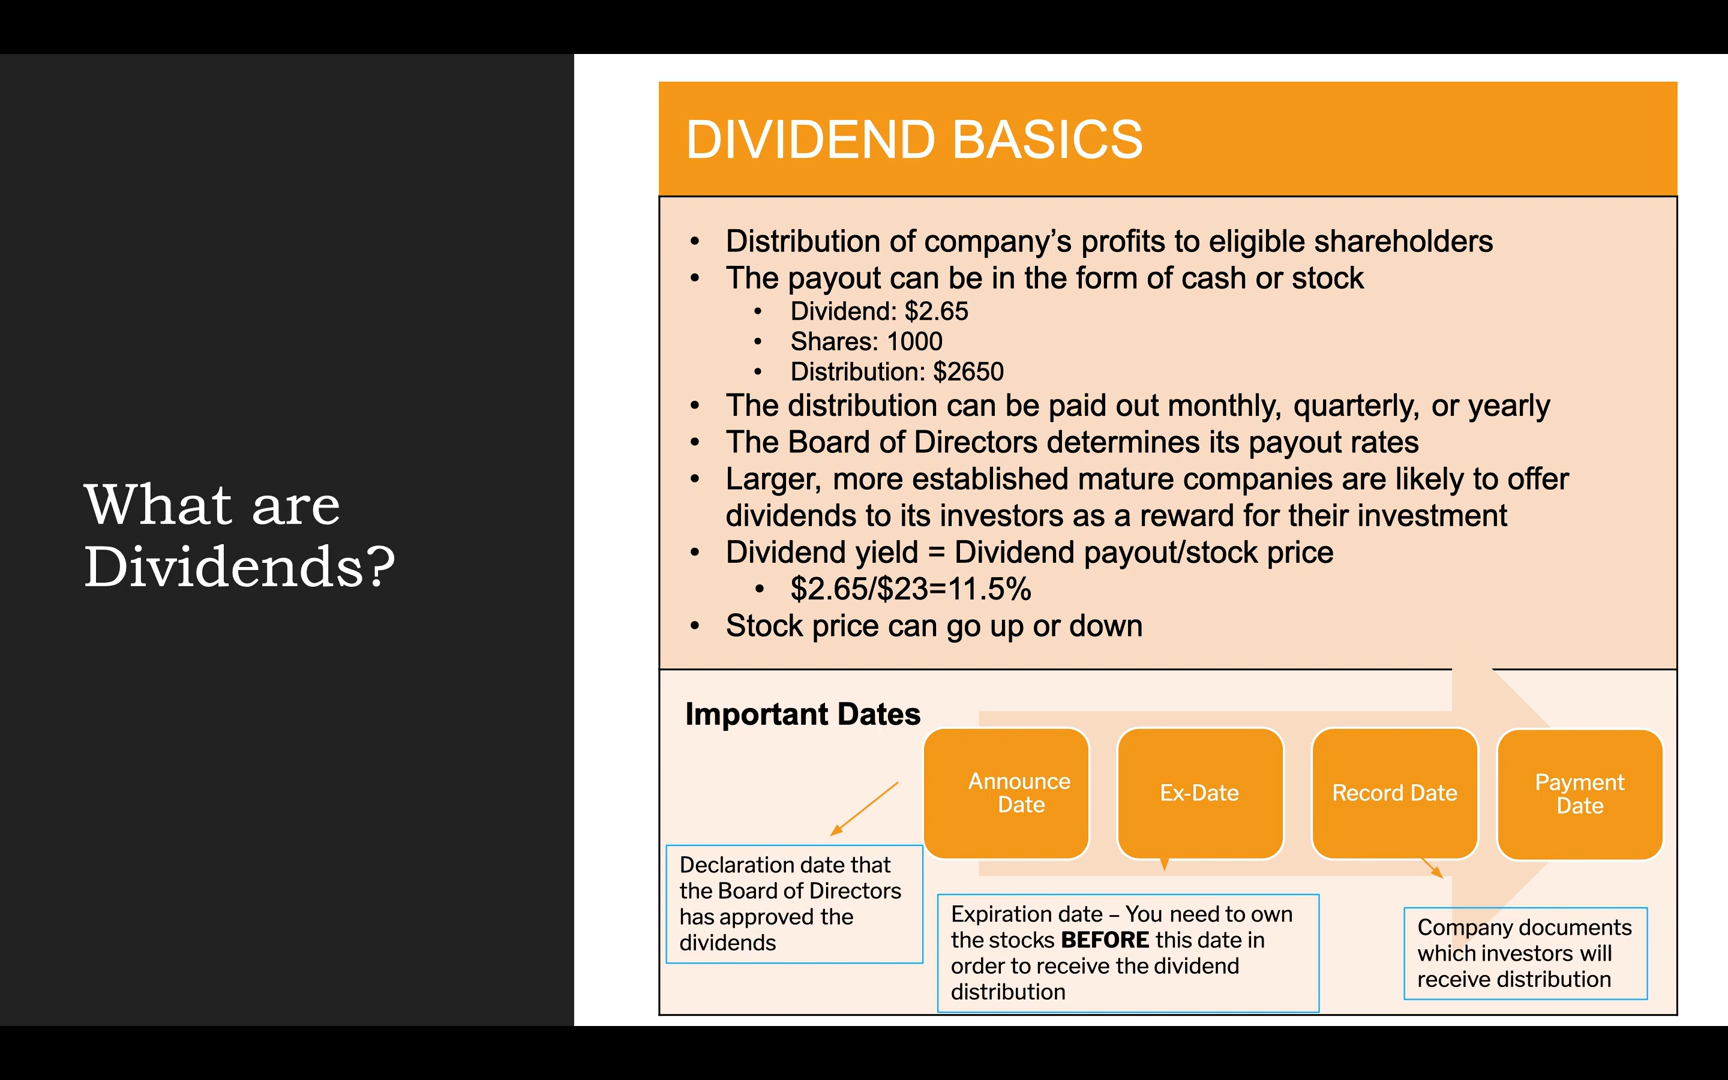 What are
Dividends?
DIVIDEND BASICS
• Distribution of company’s profits to eligible shareholders
• The payout can be in the form of cash or stock
• Dividend: $2.65
• Shares: 1000
• Distribution: $2650
• The distribution can be paid out monthly, quarterly, or yearly
• The Board of Directors determines its payout rates
• Larger, more established mature companies are likely to offer
dividends to its investors as a reward for their investment
• Dividend yield = Dividend payout/stock price
• $2.65/$23=11.5%
• Stock price can go up or down
Important Dates
Announce
Date
Ex-Date
Record Date
Payment
Date
Declaration date that
the Board of Directors
has approved the
dividends
Expiration date – You need to own
the stocks BEFORE this date in
order to receive the dividend
distribution
Company documents
which investors will
receive distribution